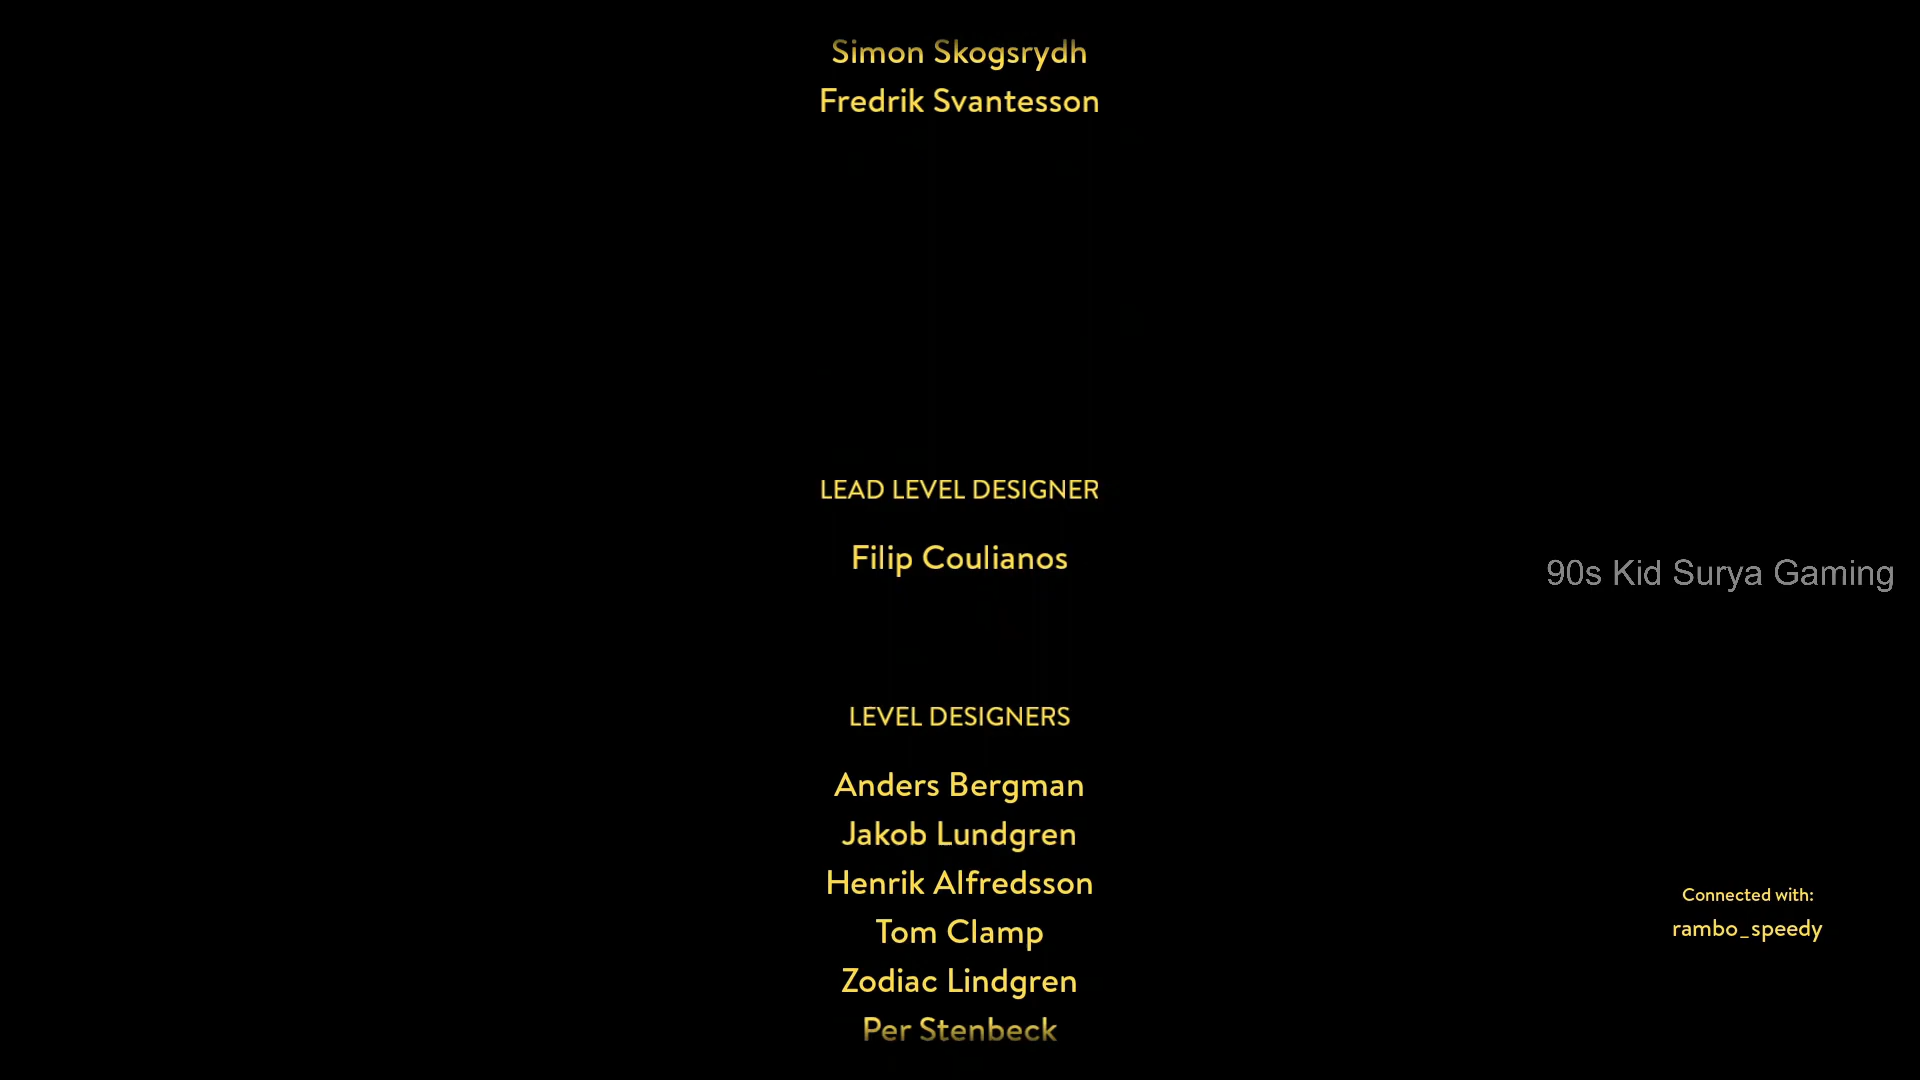 Simon Skogsrydh
Fredrik Svantesson
LEAD LEVEL DESIGNER
Filip Coulianos
90s Kid Surya Gaming
LEVEL DESIGNERS
Anders Bergman
Jakob Lundgren
Henrik Alfredsson
Tom Clamp
Zodiac Lindgren
Per Stenbeck
Connected with:
rambo_speedy